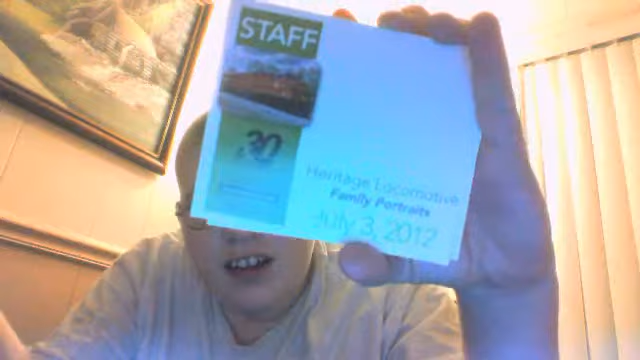 STAFF
30
Heritage Locomotive
Family Portraits
July 3, 2012